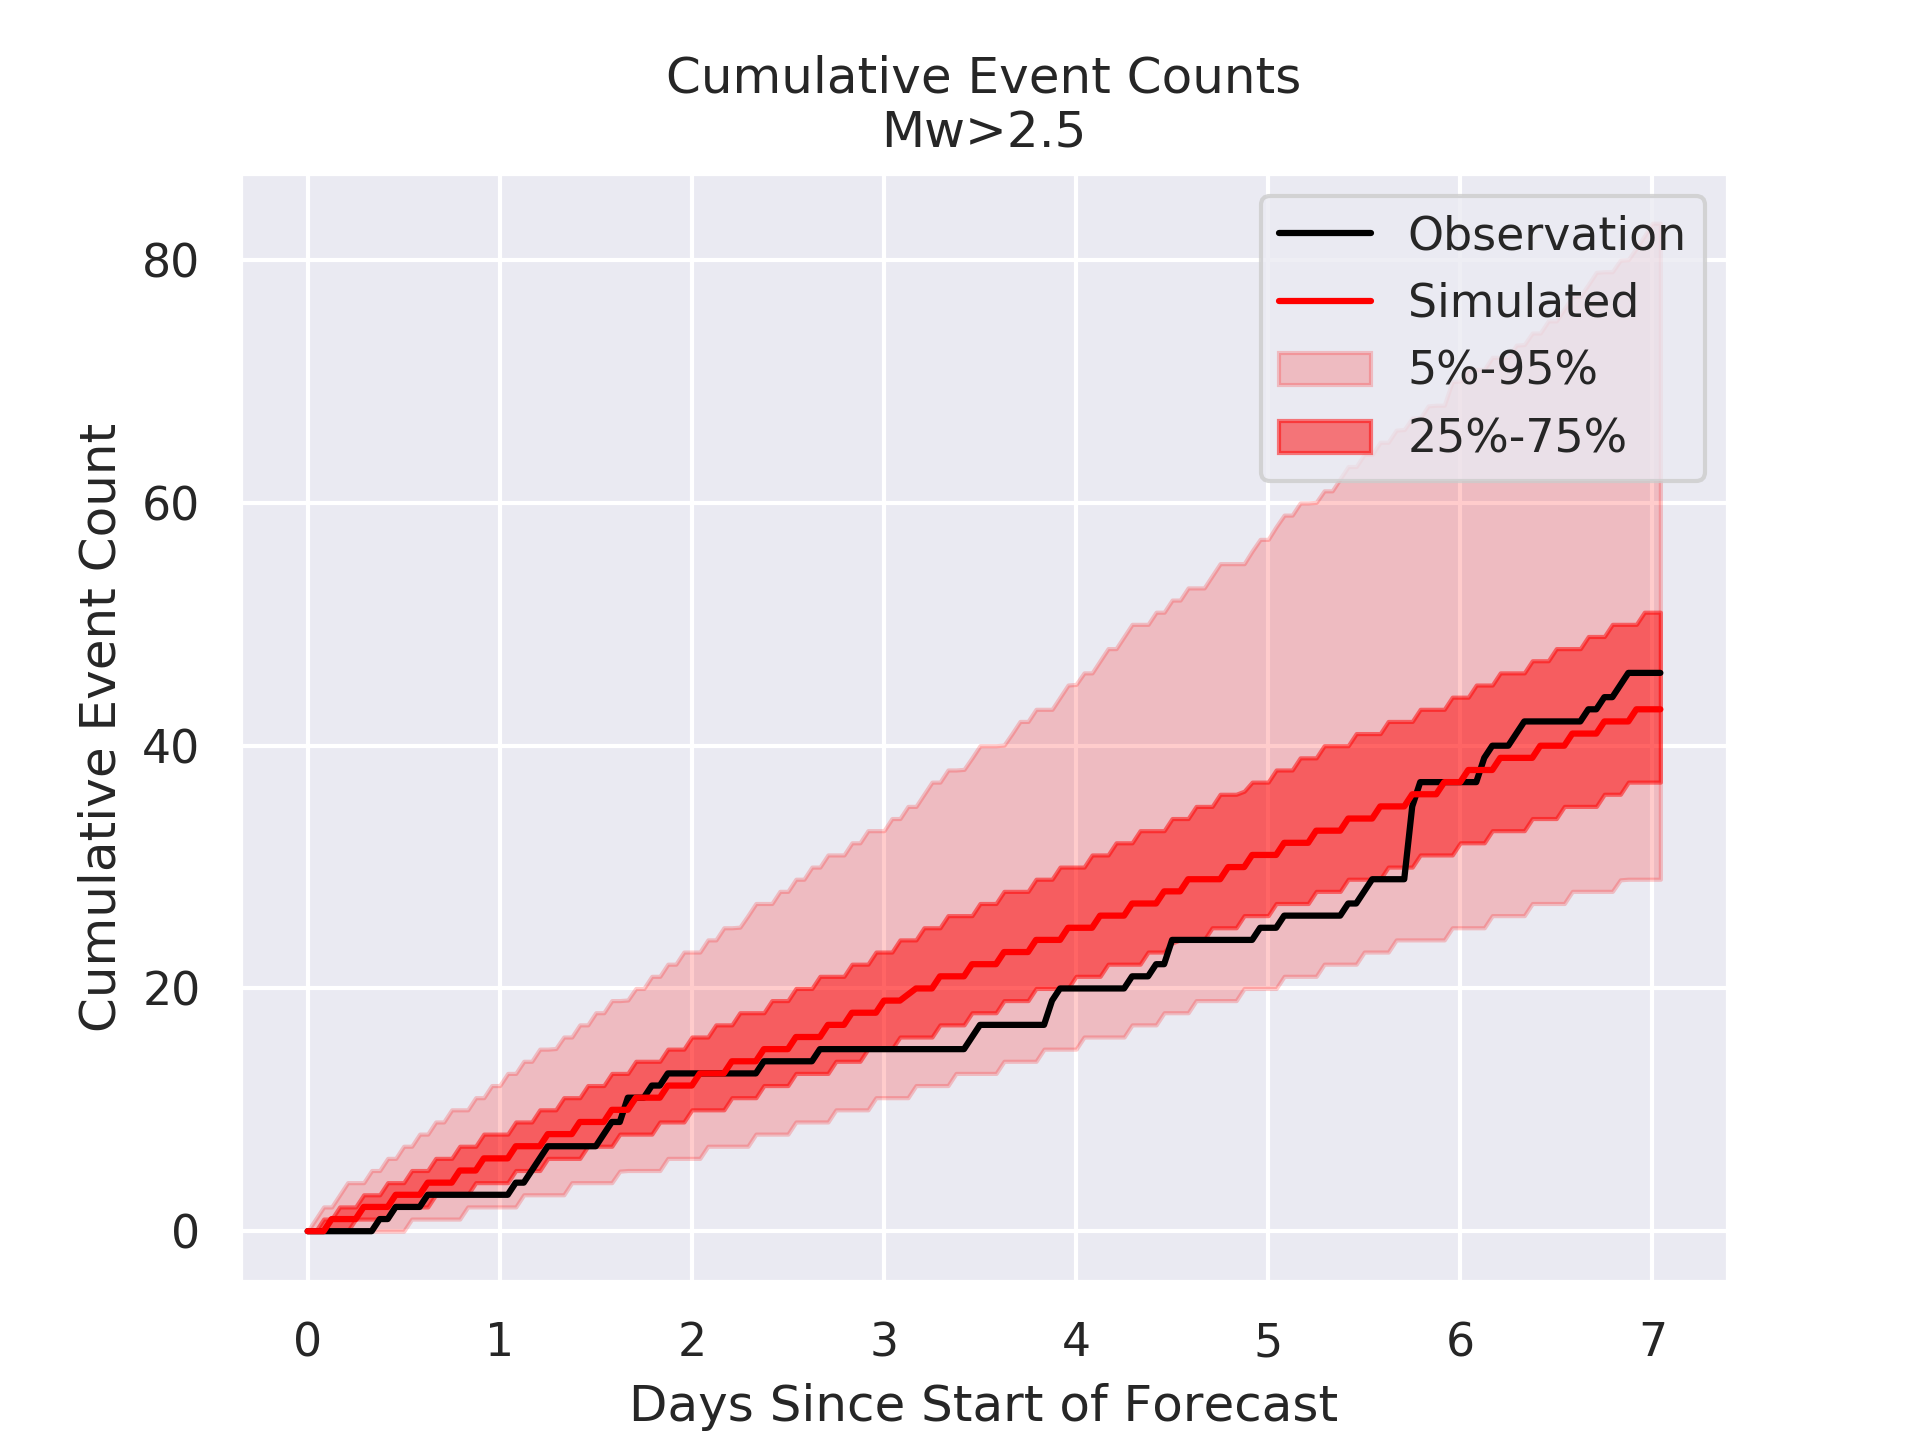 Cumulative Event Counts
Mw>2.5
Observation
Simulated
5%-95%
25%-75%
Cumulative Event Count
80
60
40
20
0
0 1 2 3 4 5 6 7
Days Since Start of Forecast